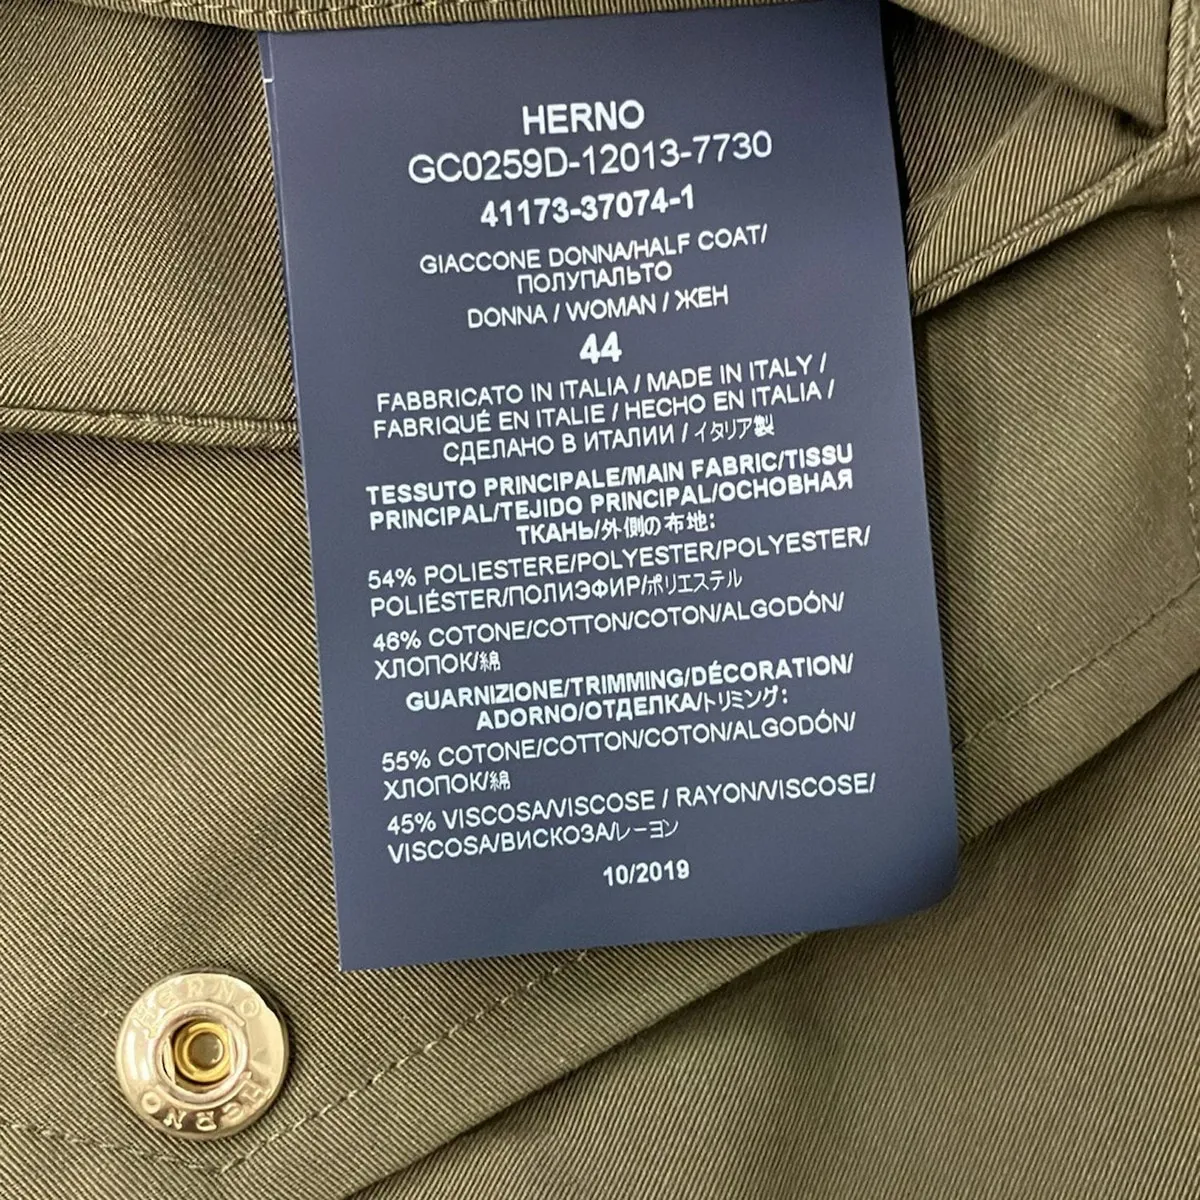 HERNO
GC0259D-12013-7730
41173-37074-1
GIACCONE DONNA/HALF COAT/
ПОЛУПАЛЬТО
DONNA / WOMAN / ЖЕН
44
FABBRICATO IN ITALIA / MADE IN ITALY /
FABRIQUÉ EN ITALIE / HECHO EN ITALIA /
СДЕЛАНО В ИТАЛИИ / イタリア製
TESSUTO PRINCIPALE/MAIN FABRIC/TISSU
PRINCIPAL/TEJIDO PRINCIPAL/ОСНОВНАЯ
ТКАНЬ/外側の布地:
54% POLIESTERE/POLYESTER/POLYESTER/
POLIÉSTER/ПОЛИЭФИР/ポリエステル
46% COTONE/COTTON/COTON/ALGODÓN/
ХЛОПОК/綿
GUARNIZIONE/TRIMMING/DÉCORATION/
ADORNO/ОТДЕЛКА/トリミング:
55% COTONE/COTTON/COTON/ALGODÓN/
ХЛОПОК/綿
45% VISCOSA/VISCOSE / RAYON/VISCOSE/
VISCOSA/ВИСКОЗА/レーヨン
10/2019
HERNO
HERNO